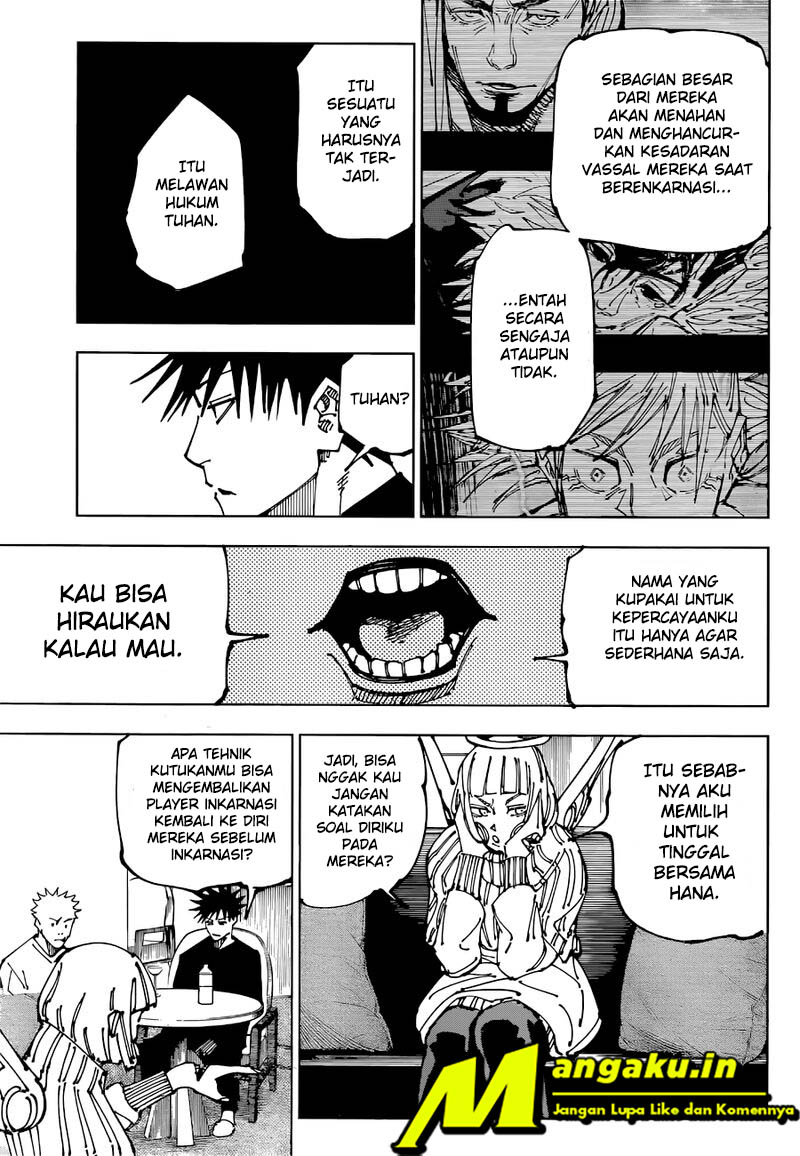 SEBAGIAN BESAR
DARI MEREKA
AKAN MENAHAN
DAN MENGHANCUR-
KAN KESADARAN
VASSAL MEREKA SAAT
BERENKARNASI...
...ENTAH
SECARA
SENGAJA
ATAUPUN
TIDAK.
ITU
SESUATU
YANG
HARUSNYA
TAK TER-
JADI.
ITU
MELAWAN
HUKUM
TUHAN.
TUHAN?
NAMA YANG
KUPAKAI UNTUK
KEPERCAYAANKU
ITU HANYA AGAR
SEDERHANA SAJA.
KAU BISA
HIRAUKAN
KALAU MAU.
ITU SEBAB-
NYA AKU
MEMILIH
UNTUK
TINGGAL
BERSAMA
HANA.
JADI, BISA
NGGAK KAU
JANGAN
KATAKAN
SOAL DIRIKU
PADA
MEREKA?
APA TEHNIK
KUTUKANMU BISA
MENGEMBALIKAN
PLAYER INKARNASI
KEMBALI KE DIRI
MEREKA SEBELUM
INKARNASI?
Mangaku.in
Jangan Lupa Like dan Komennya